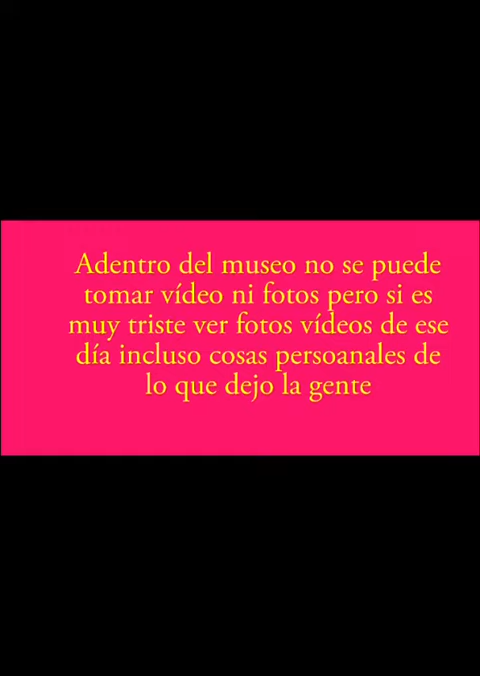 Adentro del museo no se puede
tomar vídeo ni fotos pero si es
muy triste ver fotos vídeos de ese
día incluso cosas persoanales de
lo que dejo la gente